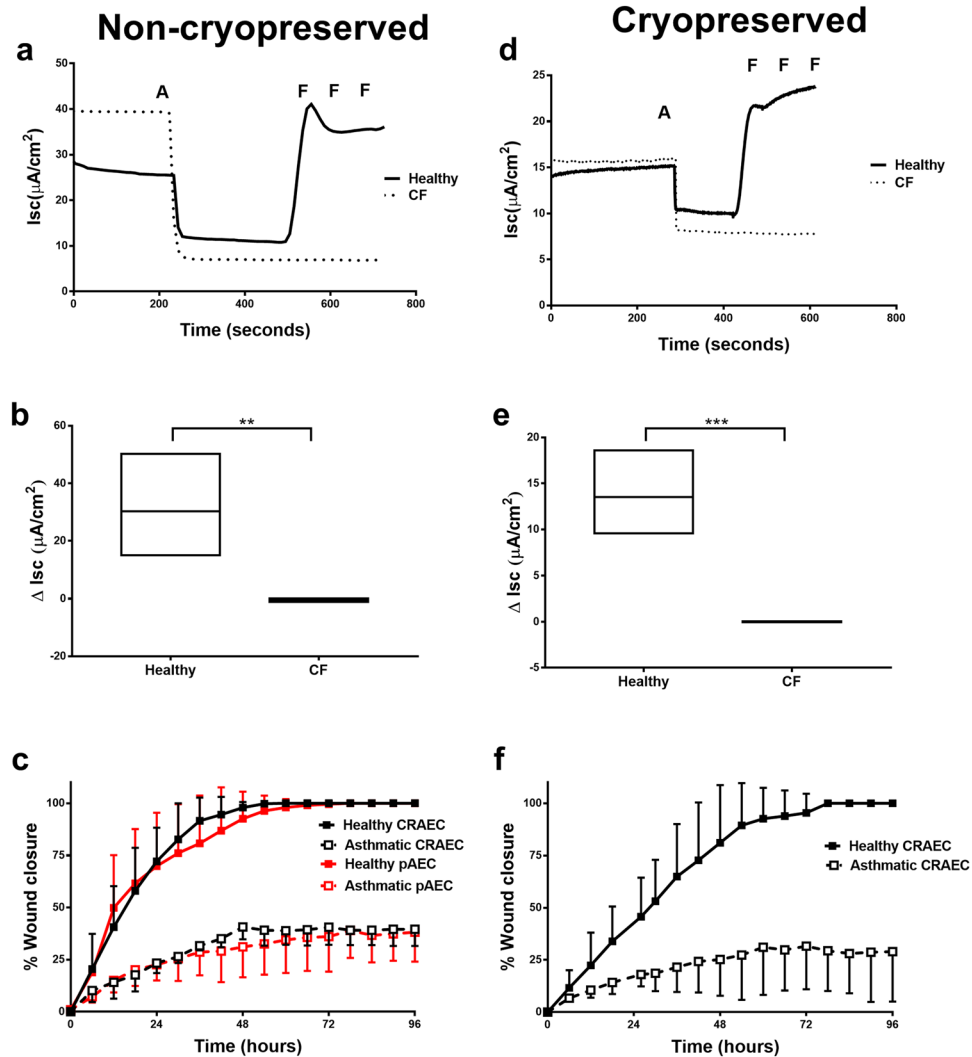 Non-cryopreserved
Cryopreserved
a
50
40
30
20
10
0
Isc(μA/cm²)
A
F F F
Healthy
CF
0 200 400 600 800
Time (seconds)
d
25
20
15
10
5
0
Isc(μA/cm²)
A
F F F
Healthy
CF
0 200 400 600 800
Time (seconds)
b
60
40
20
0
-20
Δ Isc (μA/cm²)
**
Healthy CF
e
20
15
10
5
0
-5
Δ Isc (μA/cm²)
***
Healthy CF
c
100
75
50
25
0
% Wound closure
Healthy CRAEC
Asthmatic CRAEC
Healthy pAEC
Asthmatic pAEC
0 24 48 72 96
Time (hours)
f
100
75
50
25
0
% Wound closure
Healthy CRAEC
Asthmatic CRAEC
0 24 48 72 96
Time (hours)